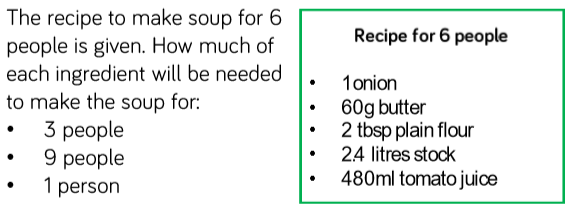 The recipe to make soup for 6
people is given. How much of
each ingredient will be needed
to make the soup for:
• 3 people
• 9 people
• 1 person
Recipe for 6 people
• 1 onion
• 60g butter
• 2 tbsp plain flour
• 2.4 litres stock
• 480ml tomato juice